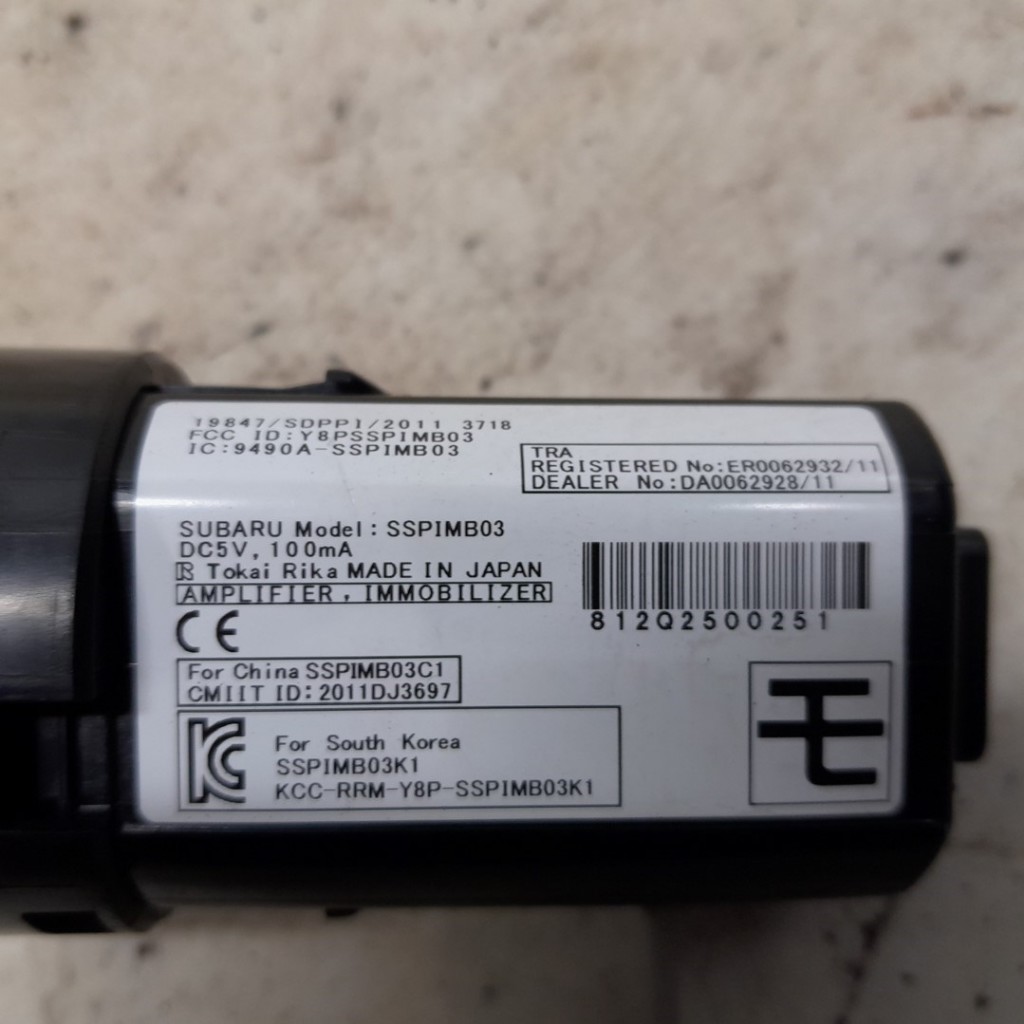 19847/SDPPI/2011 3718
FCC ID:Y8PSSPIMB03
IC:9490A-SSPIMB03
TRA
REGISTERED No:ER0062932/11
DEALER No:DA0062928/11
SUBARU Model:SSPIMB03
DC5V,100mA
Tokai Rika MADE IN JAPAN
AMPLIFIER, IMMOBILIZER
812Q2500251
CE
For China SSPIMB03C1
CMIIT ID:2011DJ3697
For South Korea
SSPIMB03K1
KCC-RRM-Y8P-SSPIMB03K1
モ